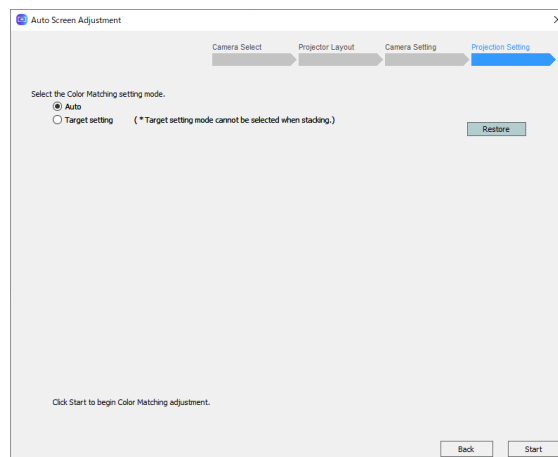 Auto Screen Adjustment
Camera Select Projector Layout Camera Setting Projection Setting
Select the Color Matching setting mode.
Auto
Target setting ( * Target setting mode cannot be selected when stacking.)
Restore
Click Start to begin Color Matching adjustment.
Back Start